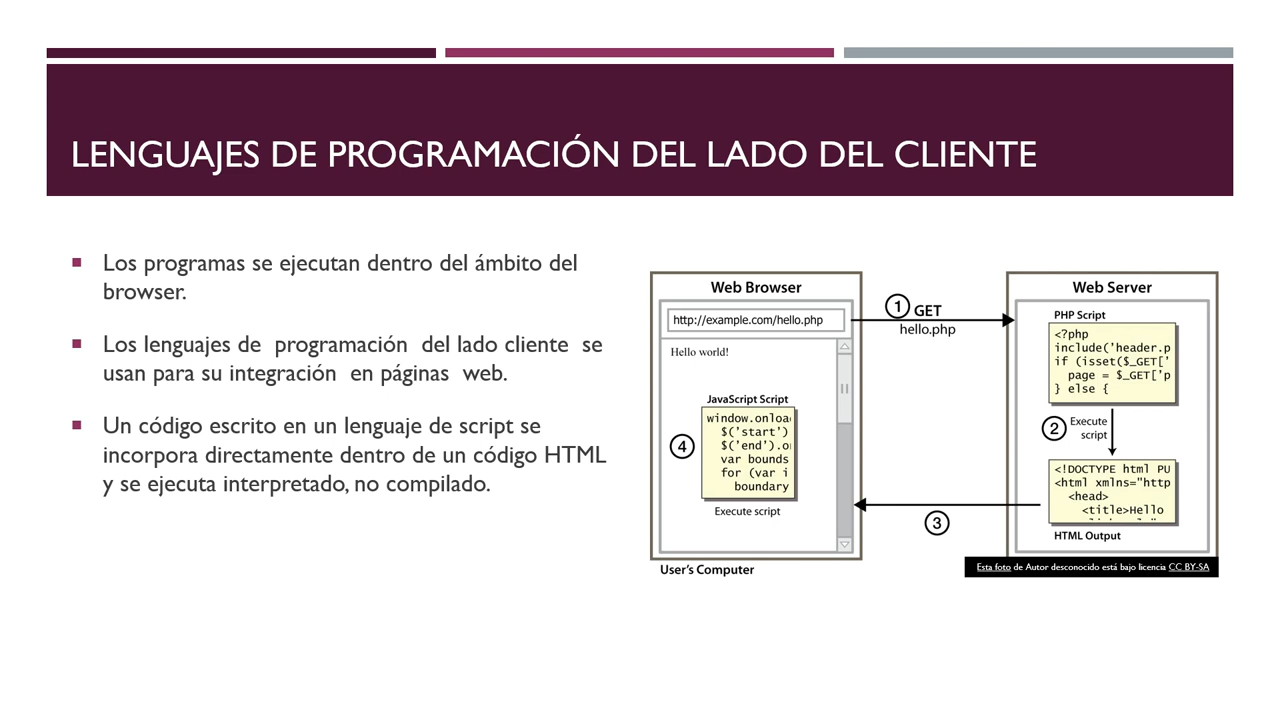 LENGUAJES DE PROGRAMACIÓN DEL LADO DEL CLIENTE
Los programas se ejecutan dentro del ámbito del
browser.
Los lenguajes de programación del lado cliente se
usan para su integración en páginas web.
Un código escrito en un lenguaje de script se
incorpora directamente dentro de un código HTML
y se ejecuta interpretado, no compilado.
Web Browser
http://example.com/hello.php
Hello world!
JavaScript Script
window.onloa
$('start')
$('end').o
var bounds
for (var i
boundary
4
Execute script
User's Computer
1 GET
hello.php
3
Web Server
PHP Script
<?php
include('header.p
if (isset($_GET['
page = $_GET['p
} else {
2 Execute
script
<!DOCTYPE html PU
<html xmlns="http
<head>
<title>Hello
HTML Output
Esta foto de Autor desconocido está bajo licencia CC BY-SA